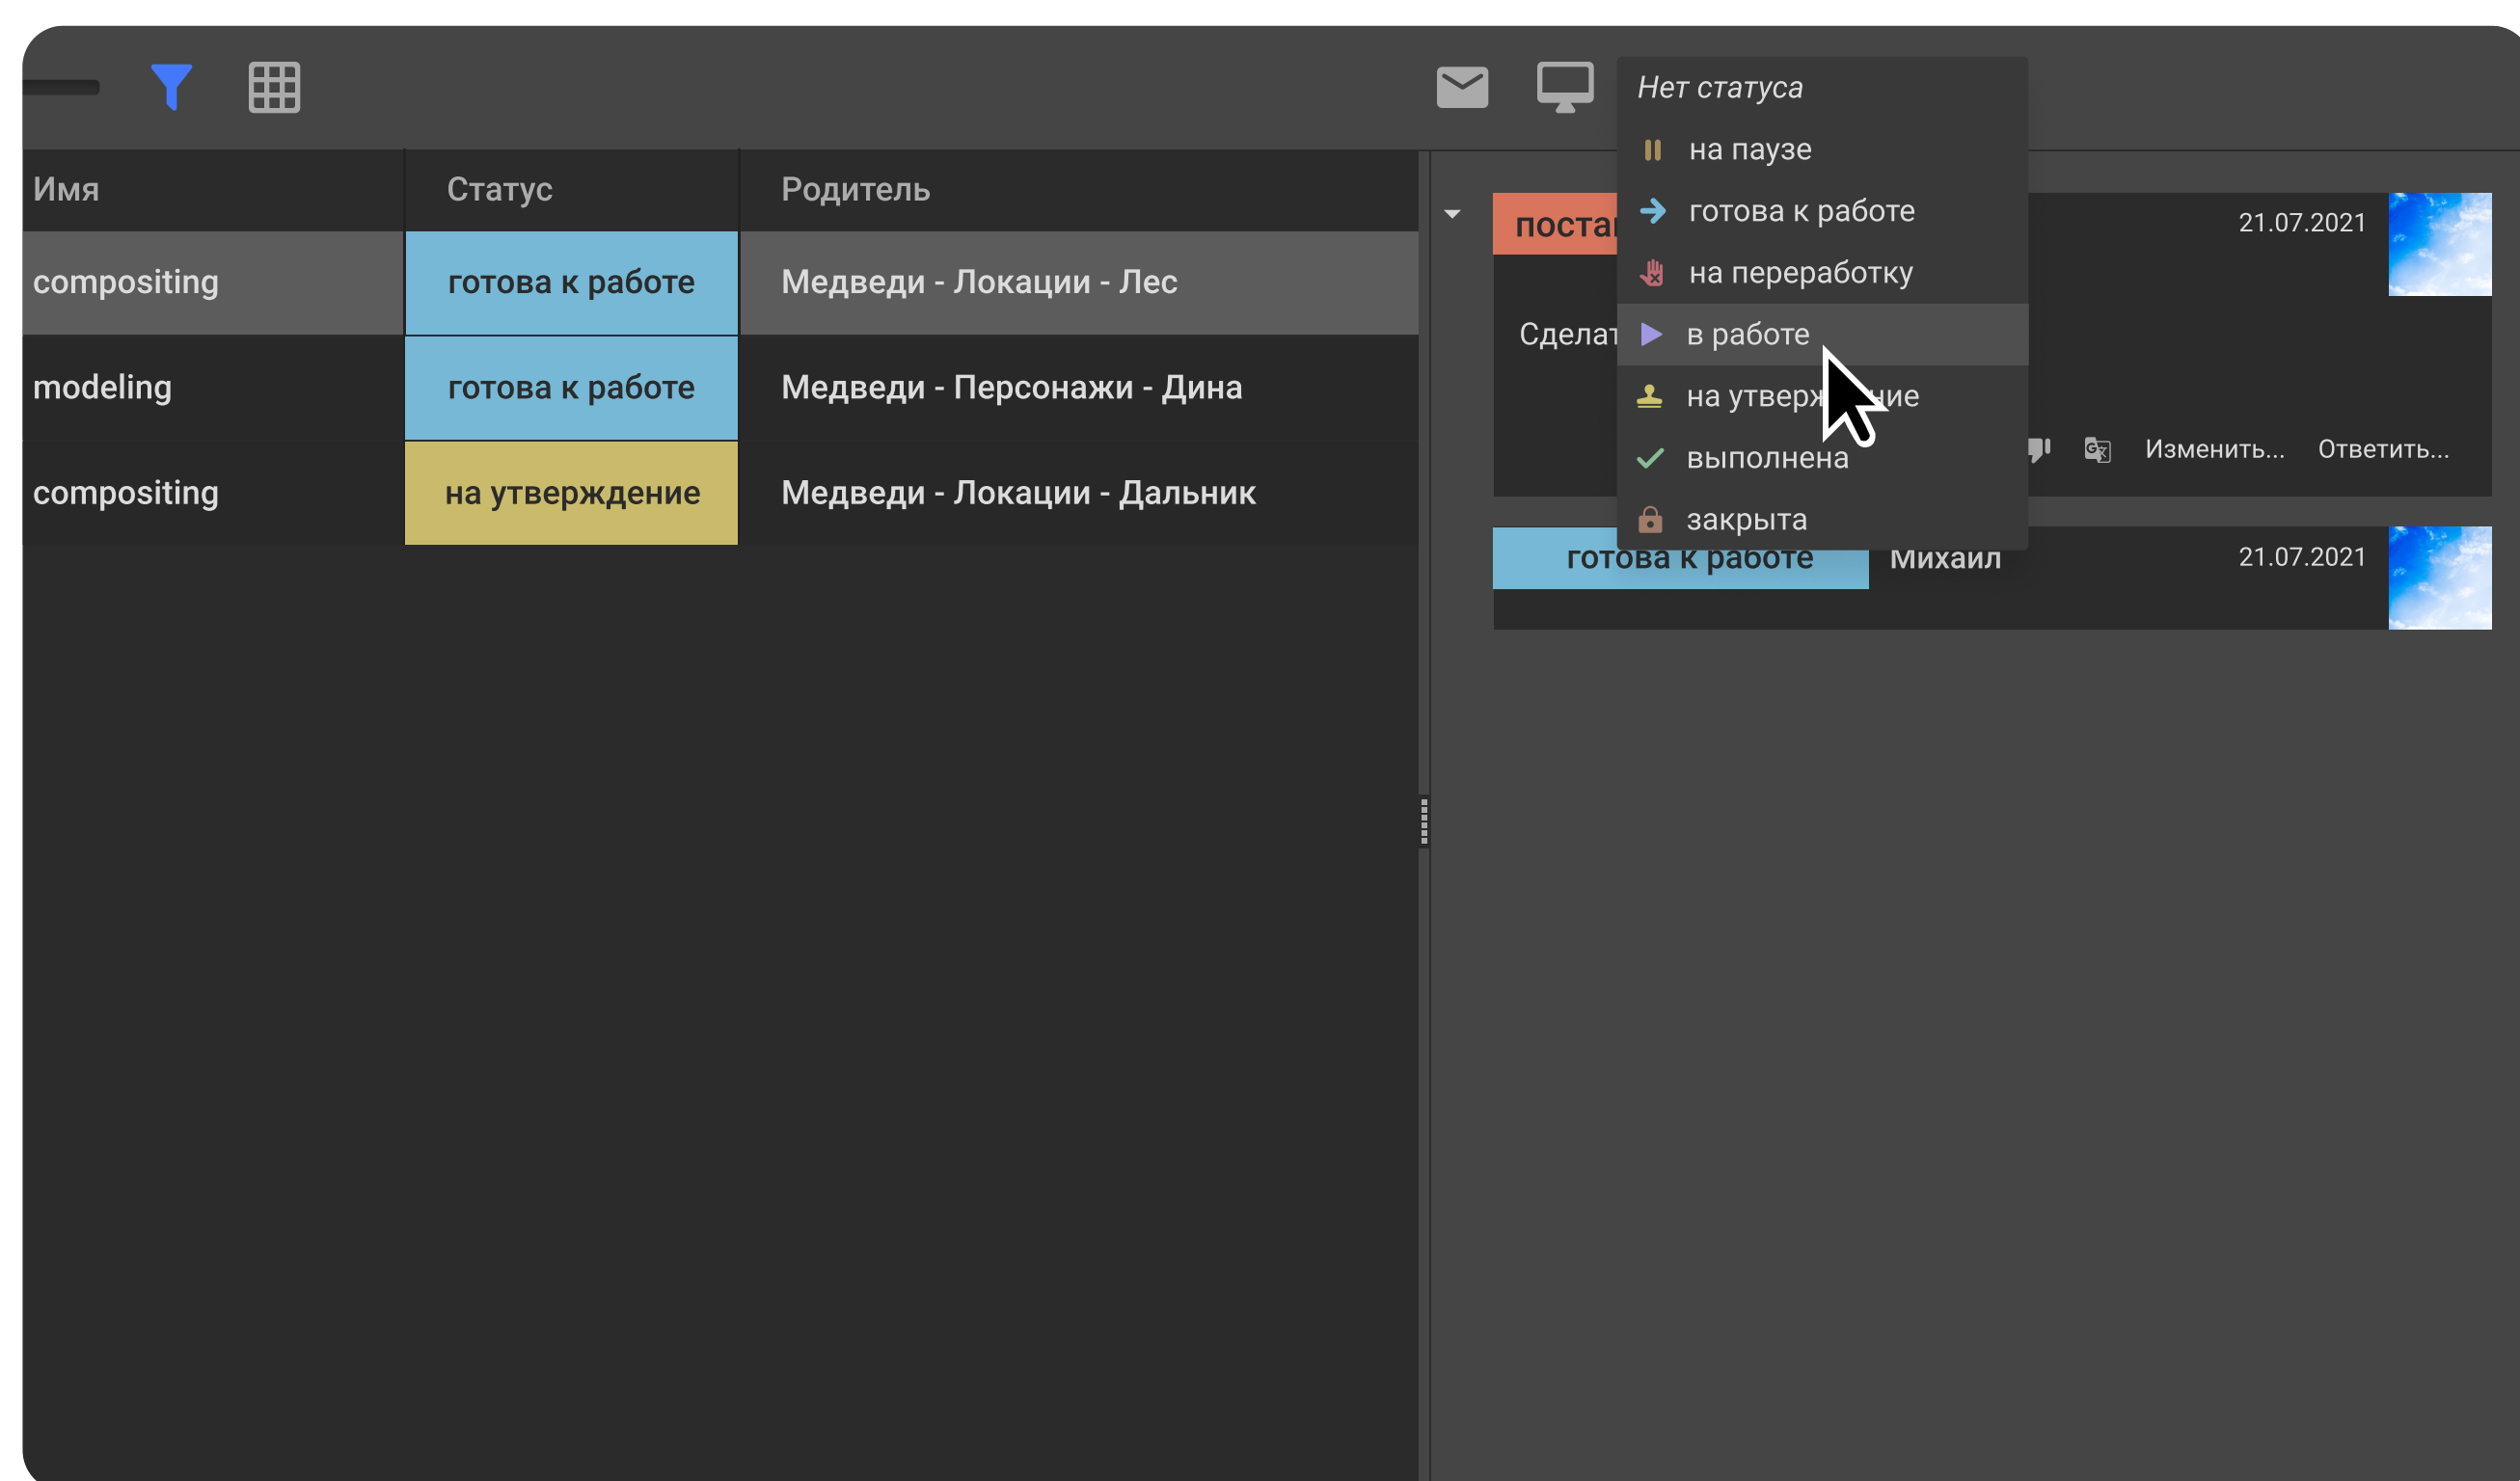 Имя
Статус
Родитель
compositing
готова к работе
Медведи - Локации - Лес
modeling
готова к работе
Медведи - Персонажи - Дина
compositing
на утверждение
Медведи - Локации - Дальник
Нет статуса
на паузе
готова к работе
на переработку
в работе
выполнена
закрыта
21.07.2021
Изменить...
Ответить...
готова к работе
Михаил
21.07.2021